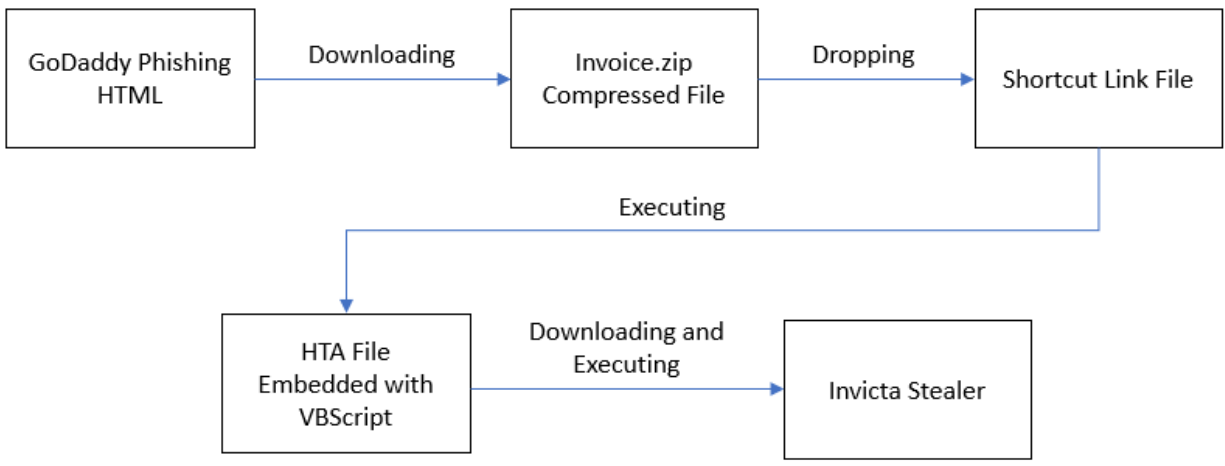 GoDaddy Phishing
HTML
Downloading
Invoice.zip
Compressed File
Dropping
Shortcut Link File
Executing
HTA File
Embedded with
VBScript
Downloading and
Executing
Invicta Stealer